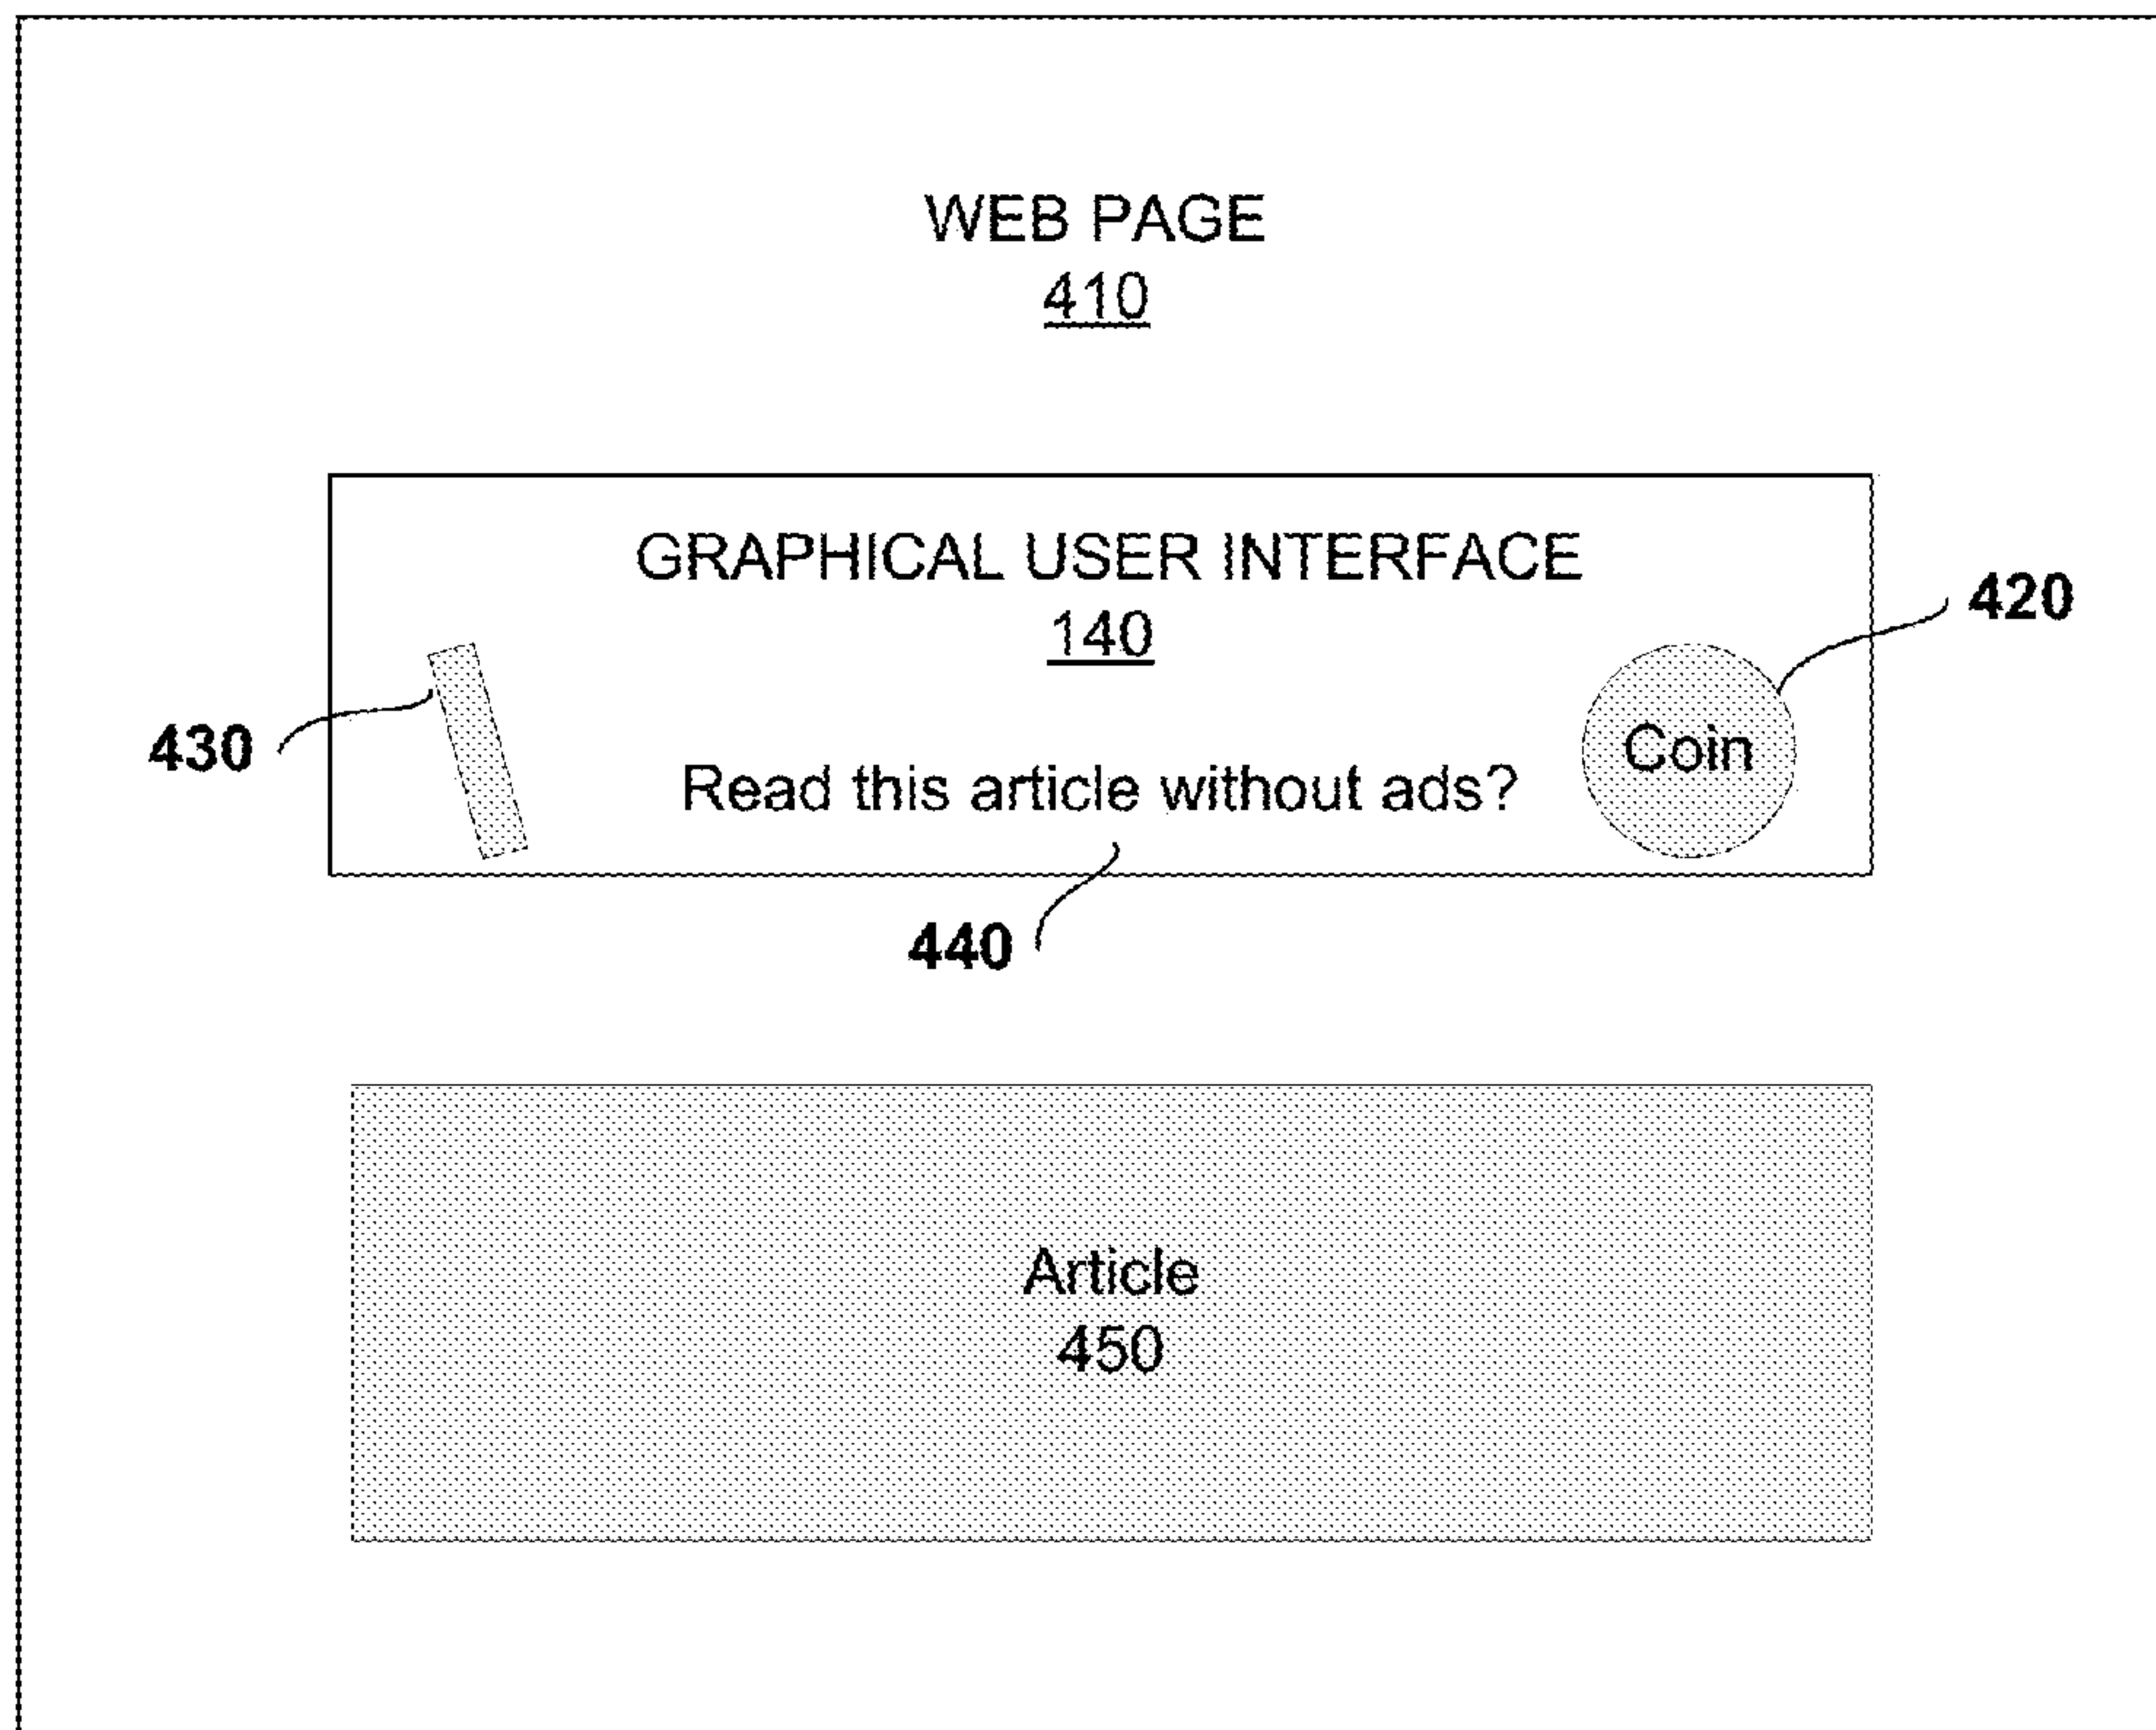 WEB PAGE
410
GRAPHICAL USER INTERFACE
140
420
430
Coin
Read this article without ads?
440
Article
450